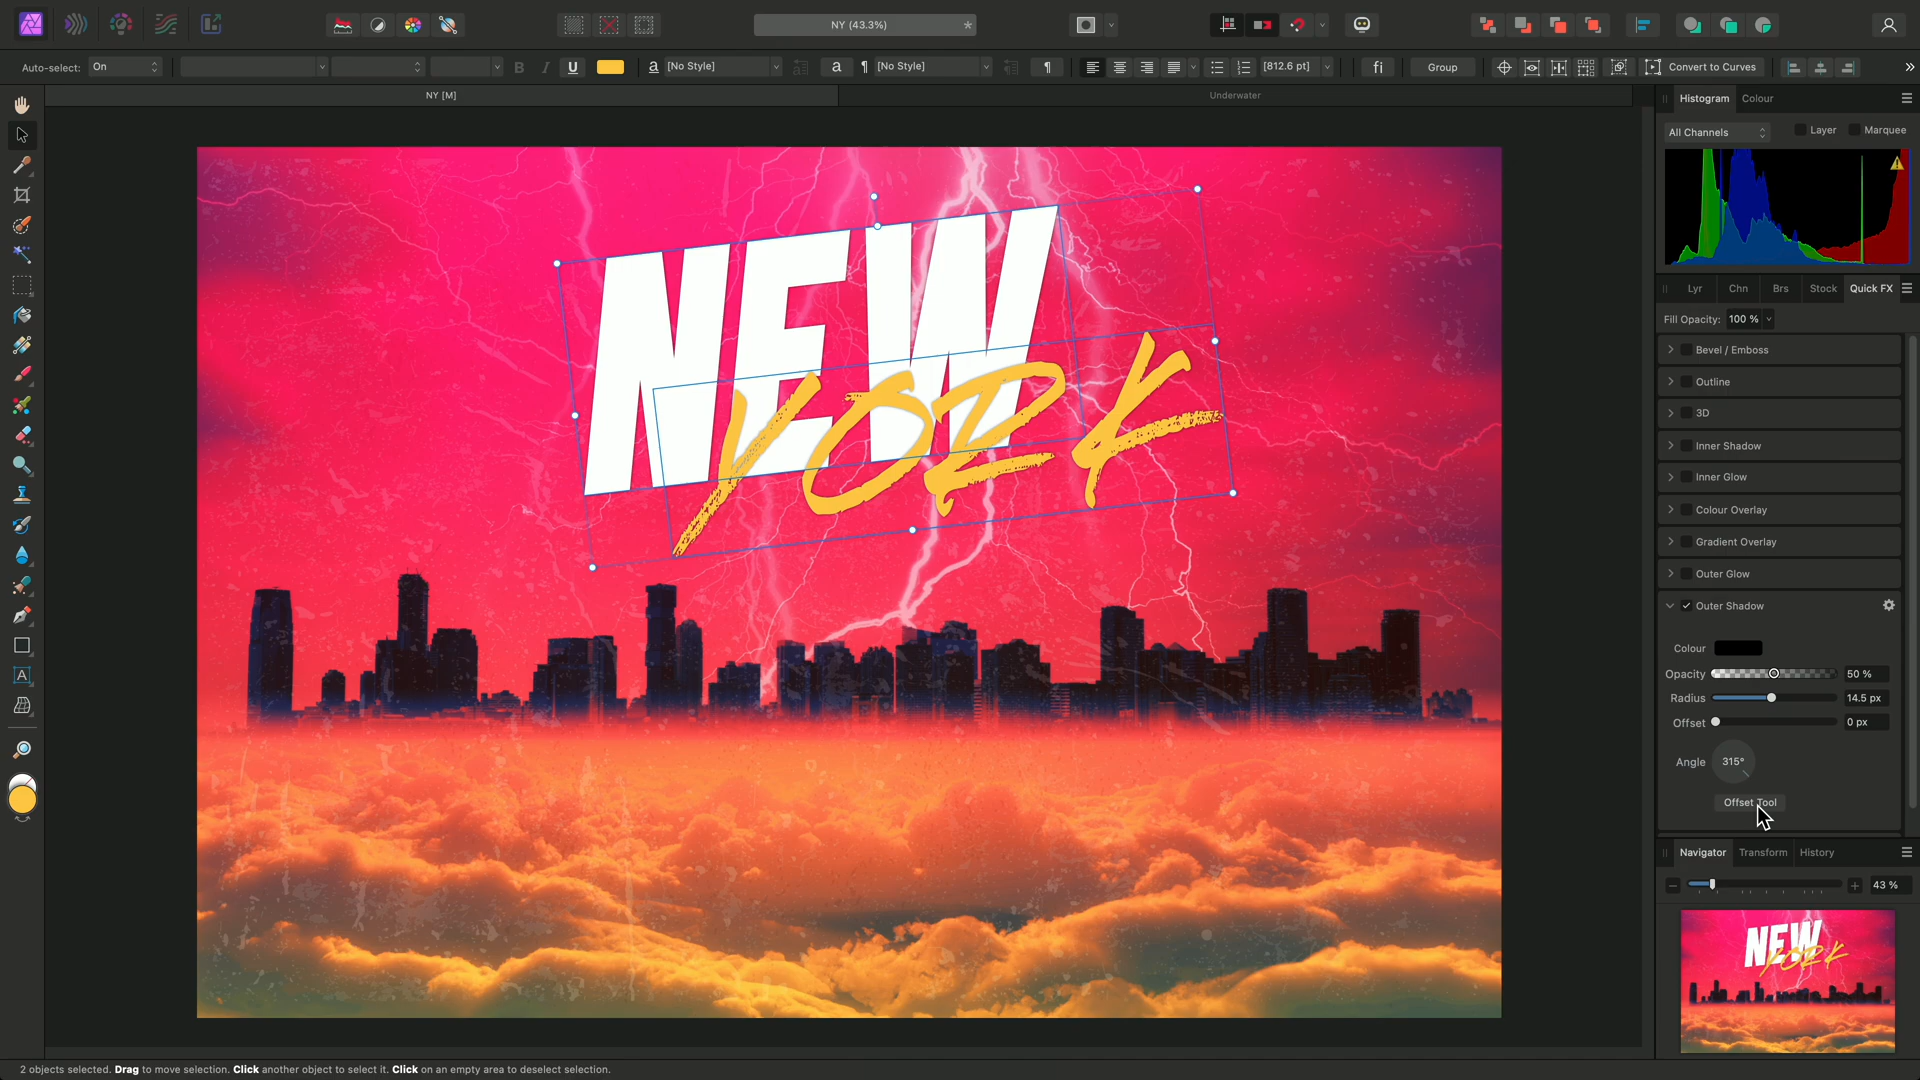 NY (43.3%)
*
Auto-select: On
B I U
a [No Style]
a
¶ [No Style]
¶
[812.6 pt]
fi
Group
Convert to Curves
»
NY [M]
Underwater
Histogram Colour
All Channels
Layer Marquee
Lyr Chn Brs Stock Quick FX
Fill Opacity: 100 %
Bevel / Emboss
Outline
3D
Inner Shadow
Inner Glow
Colour Overlay
Gradient Overlay
Outer Glow
Outer Shadow
Colour
Opacity 50 %
Radius 14.5 px
Offset 0 px
Angle 315°
Offset Tool
Navigator Transform History
43 %
NEW
YORK
NEW
YORK
A
2 objects selected. Drag to move selection. Click another object to select it. Click on an empty area to deselect selection.